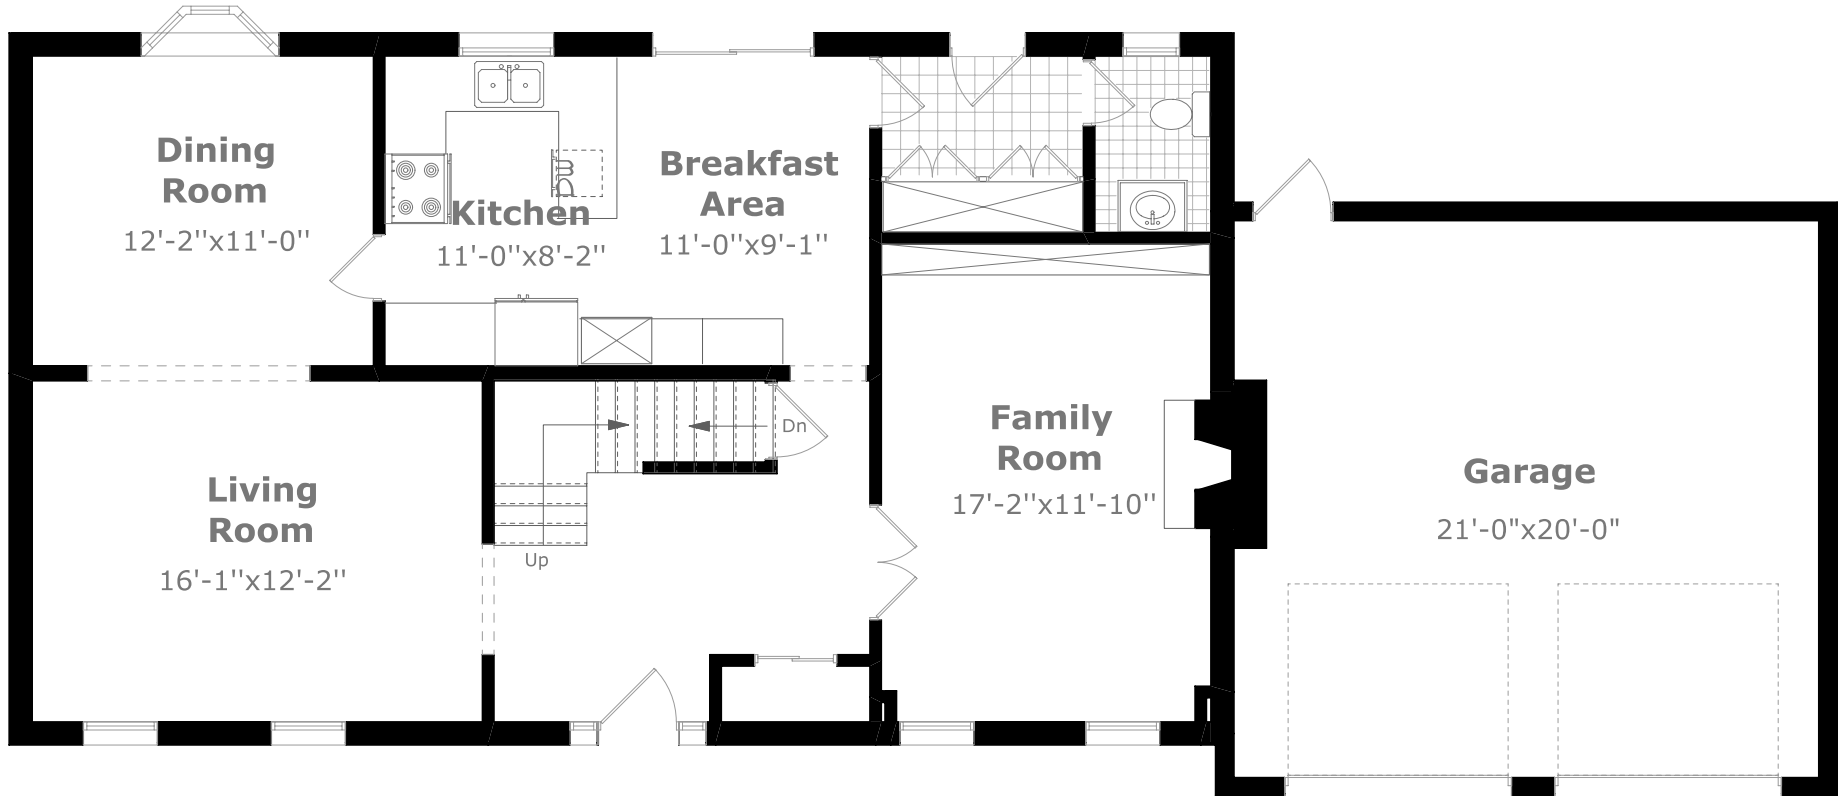 Dining
Room
12'-2''x11'-0''
Kitchen
11'-0''x8'-2''
Breakfast
Area
11'-0''x9'-1''
Living
Room
16'-1''x12'-2''
Up
Dn
Family
Room
17'-2''x11'-10''
Garage
21'-0"x20'-0"